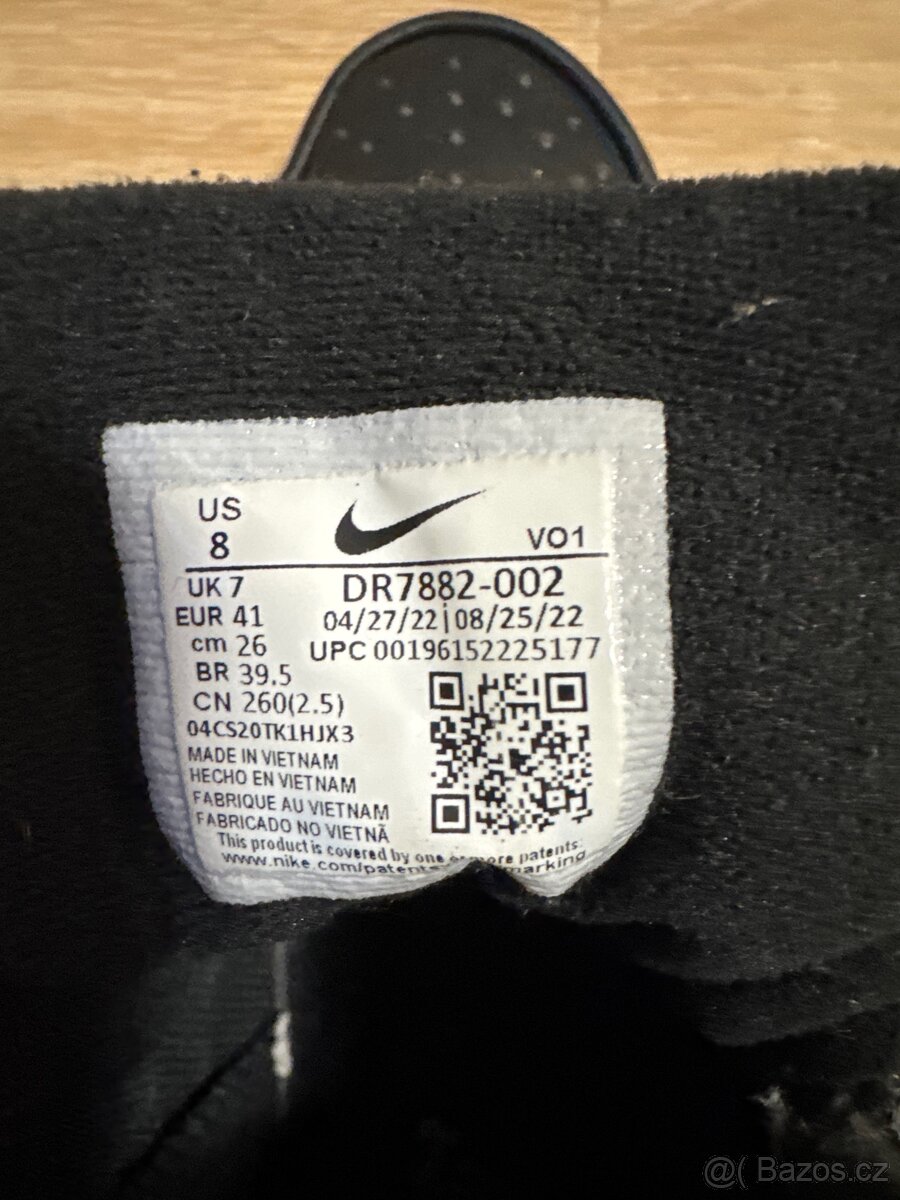 US
8
VO1
UK 7
DR7882-002
EUR 41
04/27/22|08/25/22
cm 26
UPC 00196152225177
BR 39.5
CN 260(2.5)
04CS20TK1HJX3
MADE IN VIETNAM
HECHO EN VIETNAM
FABRIQUE AU VIETNAM
FABRICADO NO VIETNÃ
This product is covered by one or more patents:
www.nike.com/patent marking
@( Bazos.cz